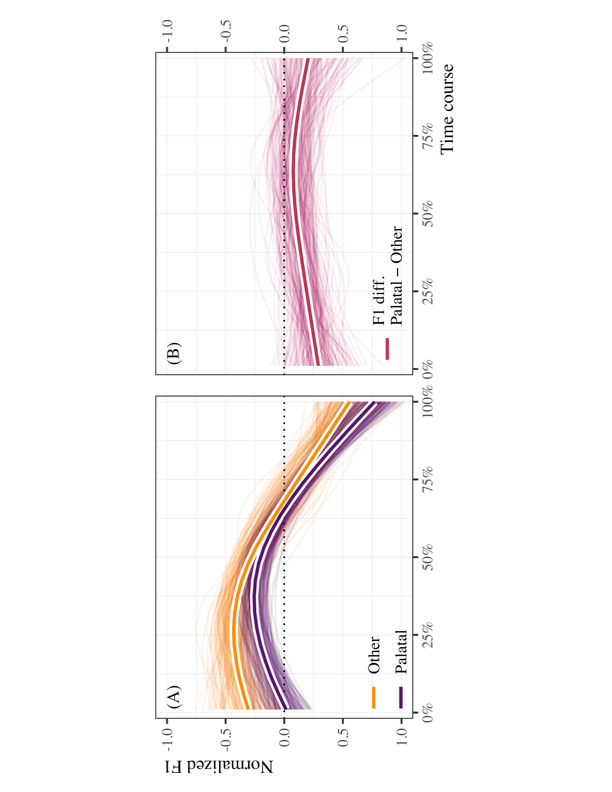 (A)
(B)
-1.0
-0.5
0.0
0.5
1.0
-1.0
-0.5
0.0
0.5
1.0
Normalized F1
Other
Palatal
F1 diff.
Palatal – Other
0%
25%
50%
75%
100%
0%
25%
50%
75%
100%
Time course